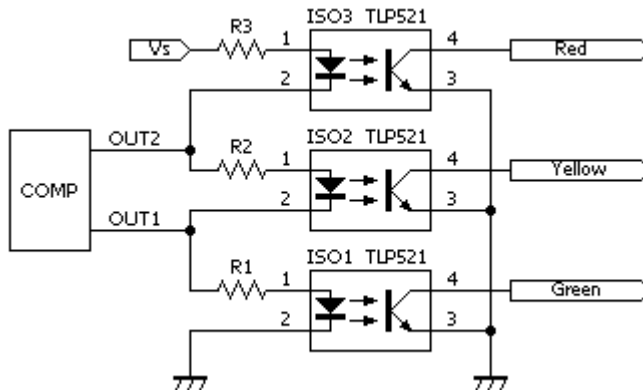 ISO3 TLP521
Vs
R3
1
2
4
3
Red
OUT2
ISO2 TLP521
R2
1
2
4
3
Yellow
COMP
OUT1
ISO1 TLP521
R1
1
2
4
3
Green